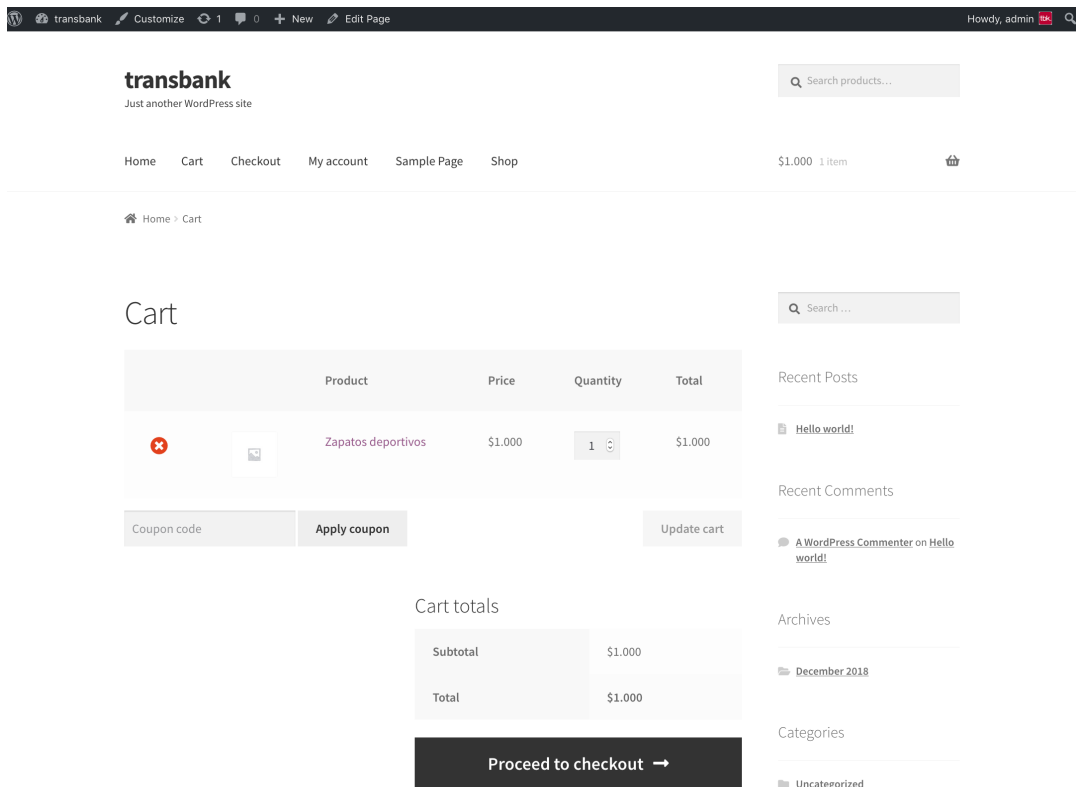 transbank Customize 1 0 New Edit Page Howdy, admin tbk.
transbank
Just another WordPress site
Search products...
Home Cart Checkout My account Sample Page Shop
$1.000 1 item
Home > Cart
Cart
Product Price Quantity Total
Zapatos deportivos $1.000 1 $1.000
Coupon code Apply coupon Update cart
Cart totals
Subtotal $1.000
Total $1.000
Proceed to checkout →
Search ...
Recent Posts
Hello world!
Recent Comments
A WordPress Commenter on Hello
world!
Archives
December 2018
Categories
Uncategorized